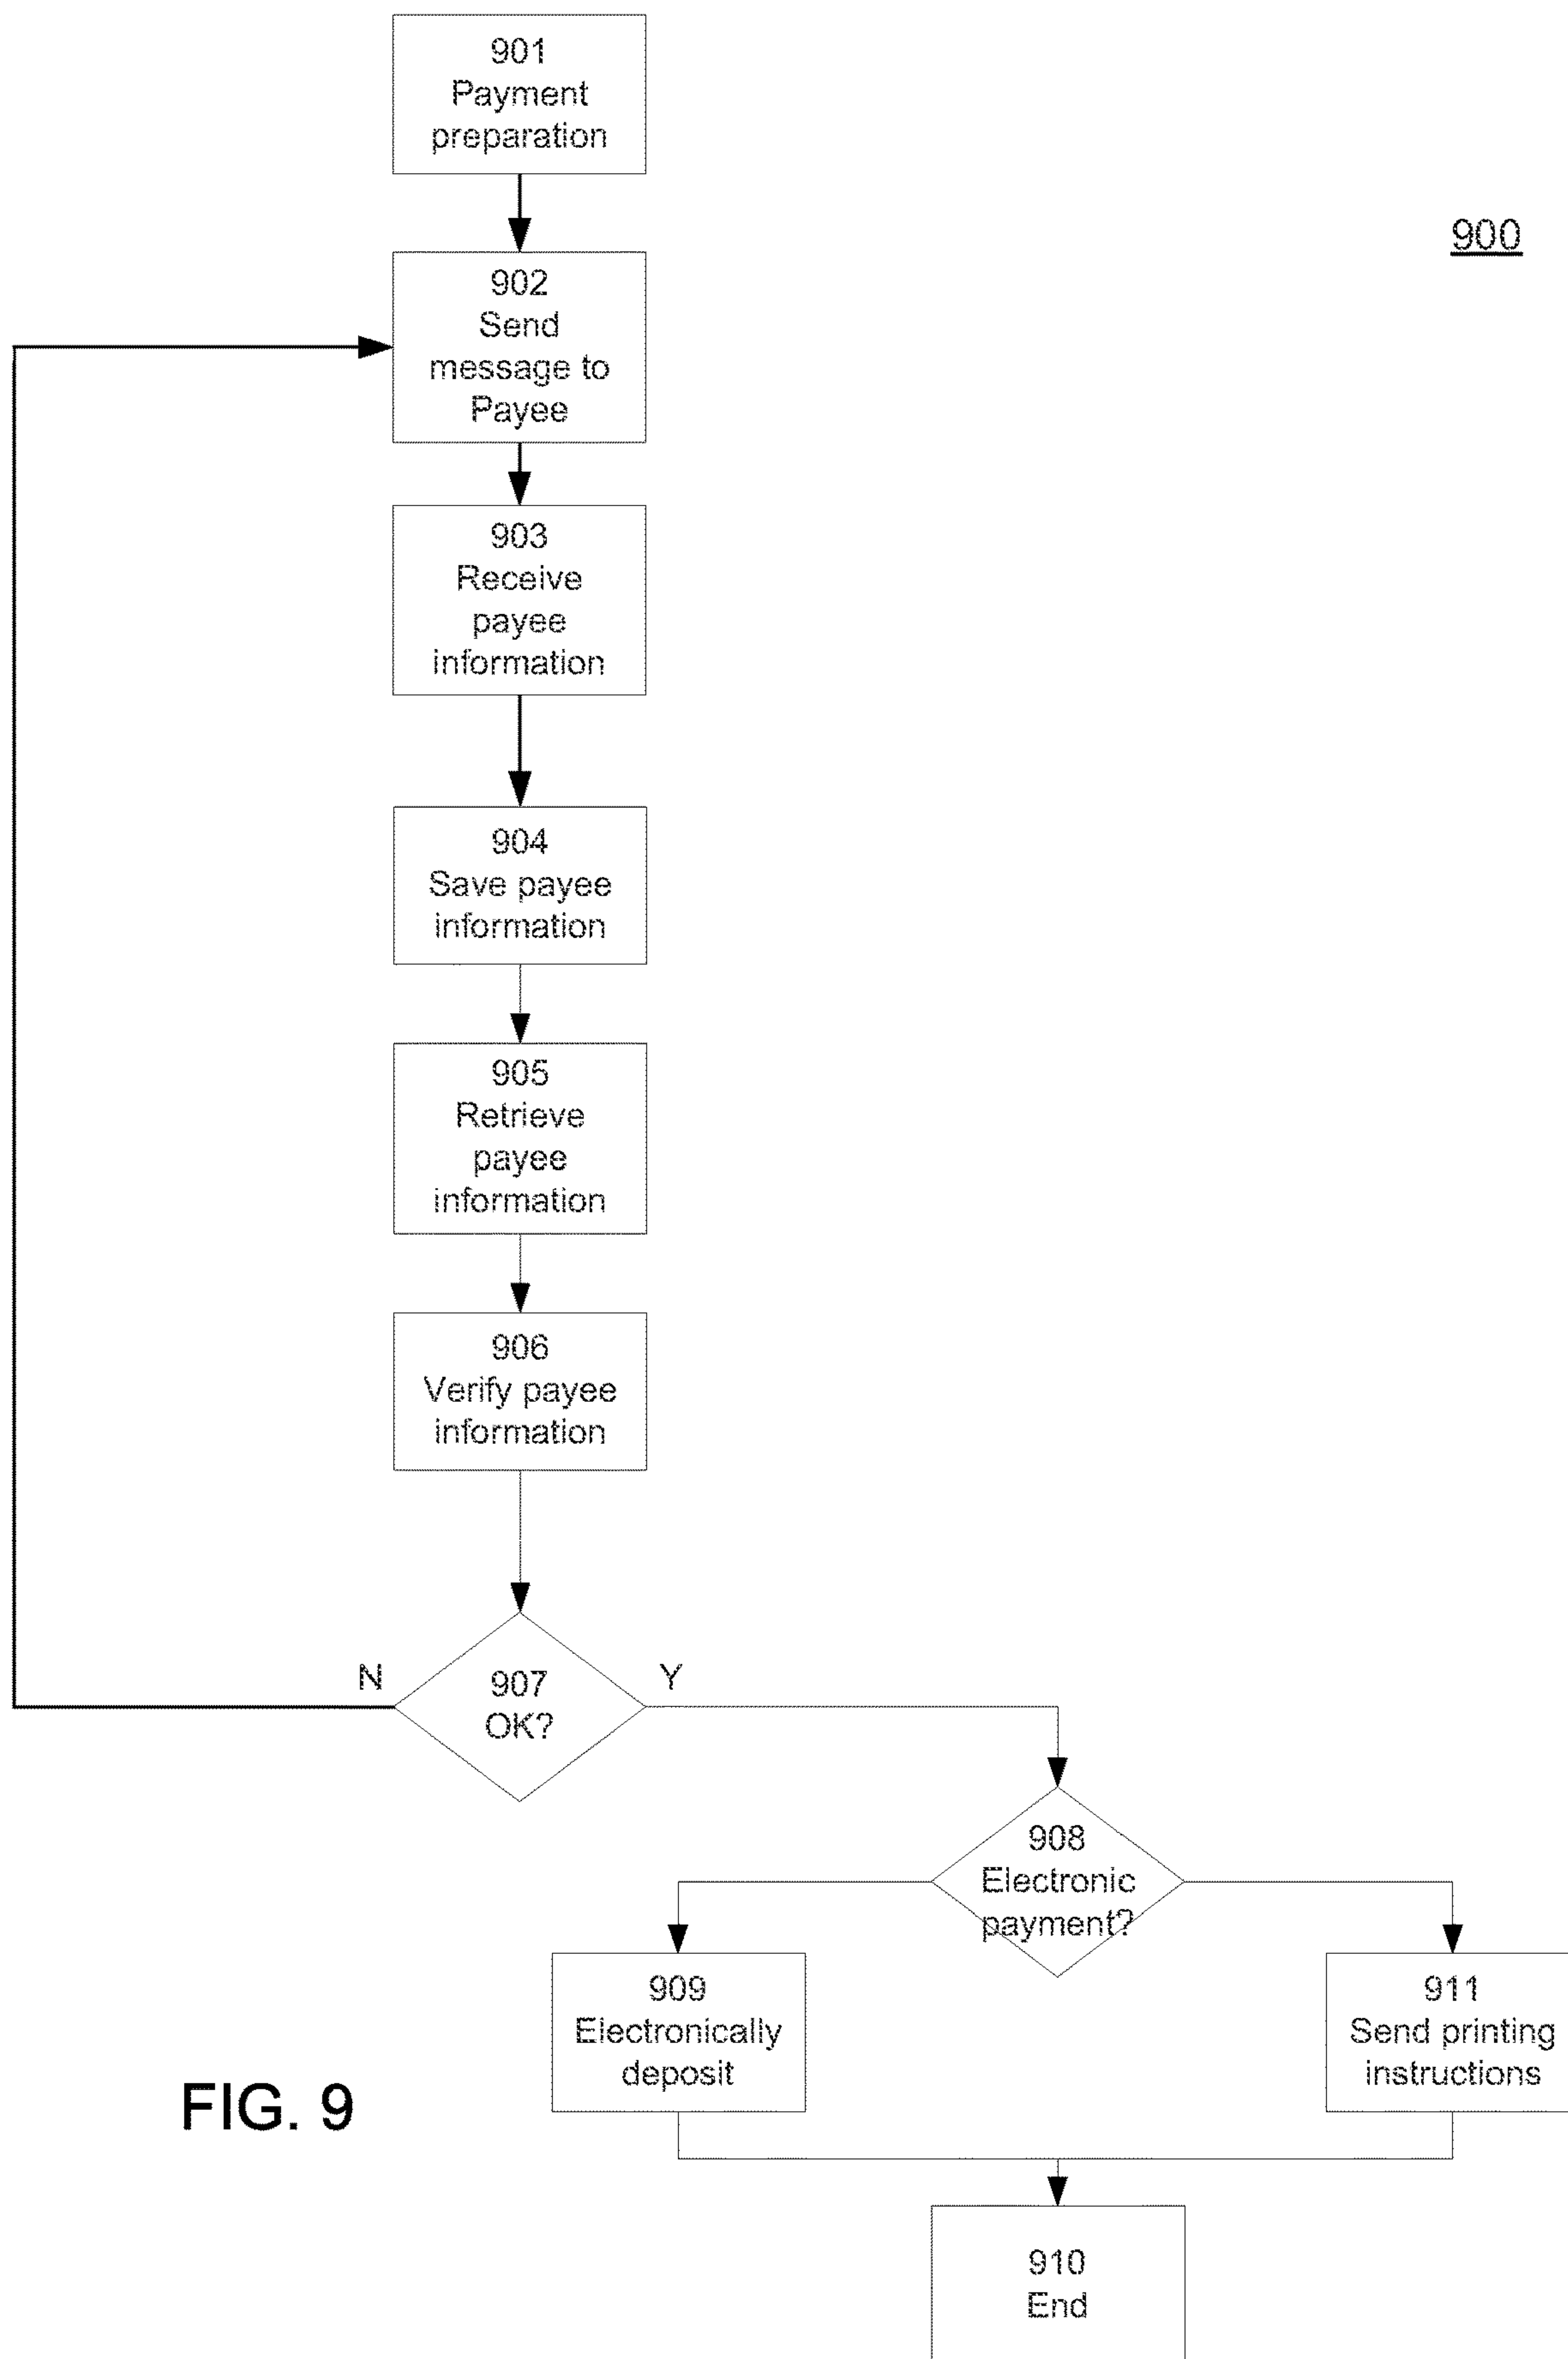 901
Payment
preparation
900
902
Send
message to
Payee
903
Receive
payee
information
904
Save payee
information
905
Retrieve
payee
information
906
Verify payee
information
N
907
OK?
Y
908
Electronic
payment?
909
Electronically
deposit
911
Send printing
instructions
FIG. 9
910
End